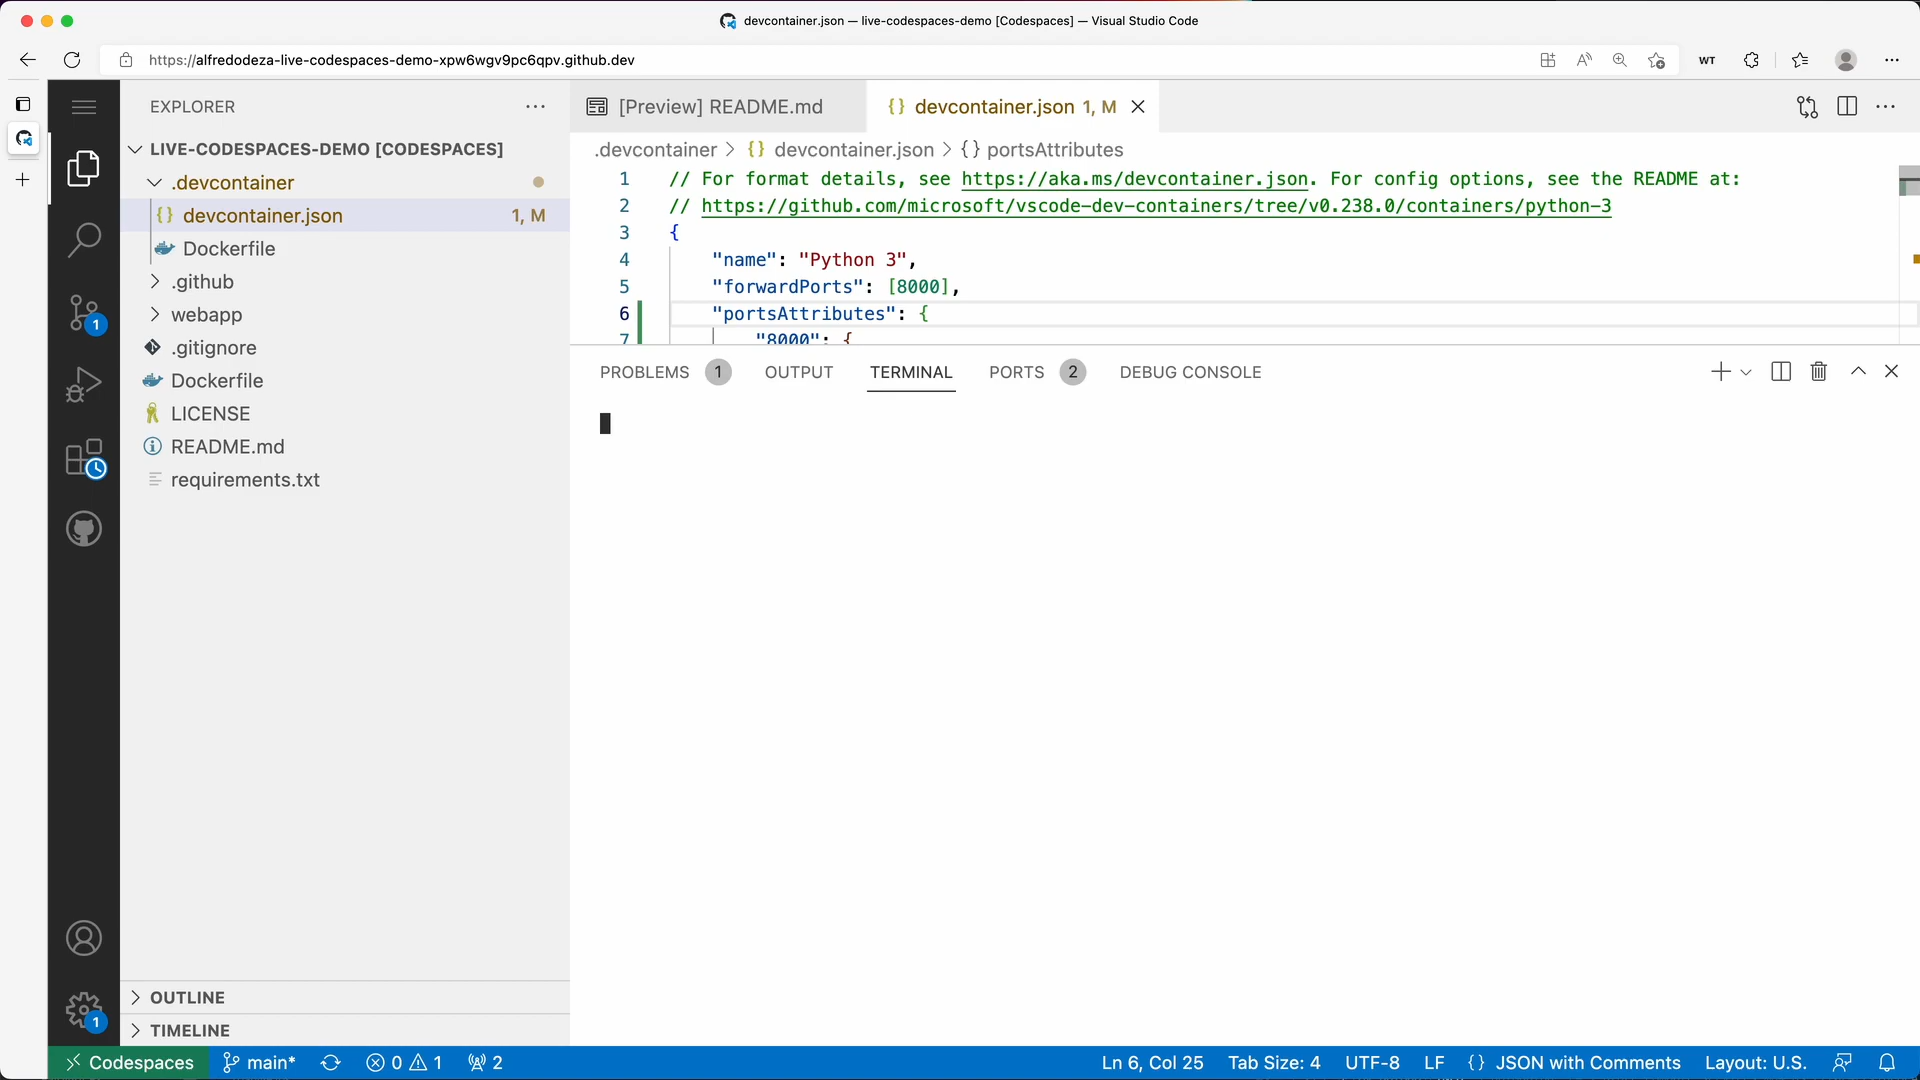 devcontainer.json — live-codespaces-demo [Codespaces] — Visual Studio Code
https://alfredodeza-live-codespaces-demo-xpw6wgv9pc6qpv.github.dev
WT
EXPLORER
[Preview] README.md
devcontainer.json 1, M
LIVE-CODESPACES-DEMO [CODESPACES]
.devcontainer
devcontainer.json 1, M
Dockerfile
.github
webapp
.gitignore
Dockerfile
LICENSE
README.md
requirements.txt
OUTLINE
TIMELINE
1
1
.devcontainer > {} devcontainer.json > {} portsAttributes
1 // For format details, see https://aka.ms/devcontainer.json. For config options, see the README at:
2 // https://github.com/microsoft/vscode-dev-containers/tree/v0.238.0/containers/python-3
3 {
4 "name": "Python 3",
5 "forwardPorts": [8000],
6 "portsAttributes": {
7 "8000": {
PROBLEMS 1 OUTPUT TERMINAL PORTS 2 DEBUG CONSOLE
Codespaces main* 0 1 2 Ln 6, Col 25 Tab Size: 4 UTF-8 LF {} JSON with Comments Layout: U.S.